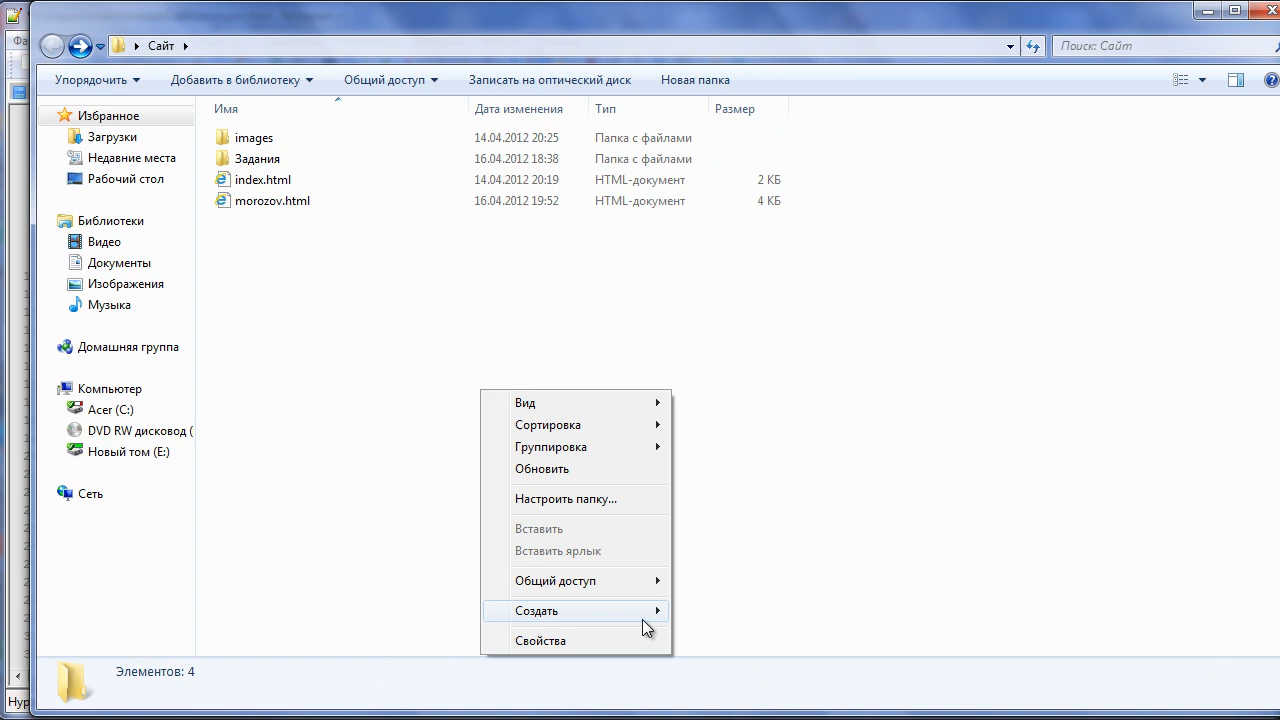 Фа
Сайт
Поиск: Сайт
Упорядочить
Добавить в библиотеку
Общий доступ
Записать на оптический диск
Новая папка
Имя
Дата изменения
Тип
Размер
images
14.04.2012 20:25
Папка с файлами
Задания
16.04.2012 18:38
Папка с файлами
index.html
14.04.2012 20:19
HTML-документ
2 КБ
morozov.html
16.04.2012 19:52
HTML-документ
4 КБ
Избранное
Загрузки
Недавние места
Рабочий стол
Библиотеки
Видео
Документы
Изображения
Музыка
Домашняя группа
Компьютер
Acer (C:)
DVD RW дисковод (
Новый том (E:)
Сеть
Вид
Сортировка
Группировка
Обновить
Настроить папку...
Вставить
Вставить ярлык
Общий доступ
Создать
Свойства
Элементов: 4
Hyp